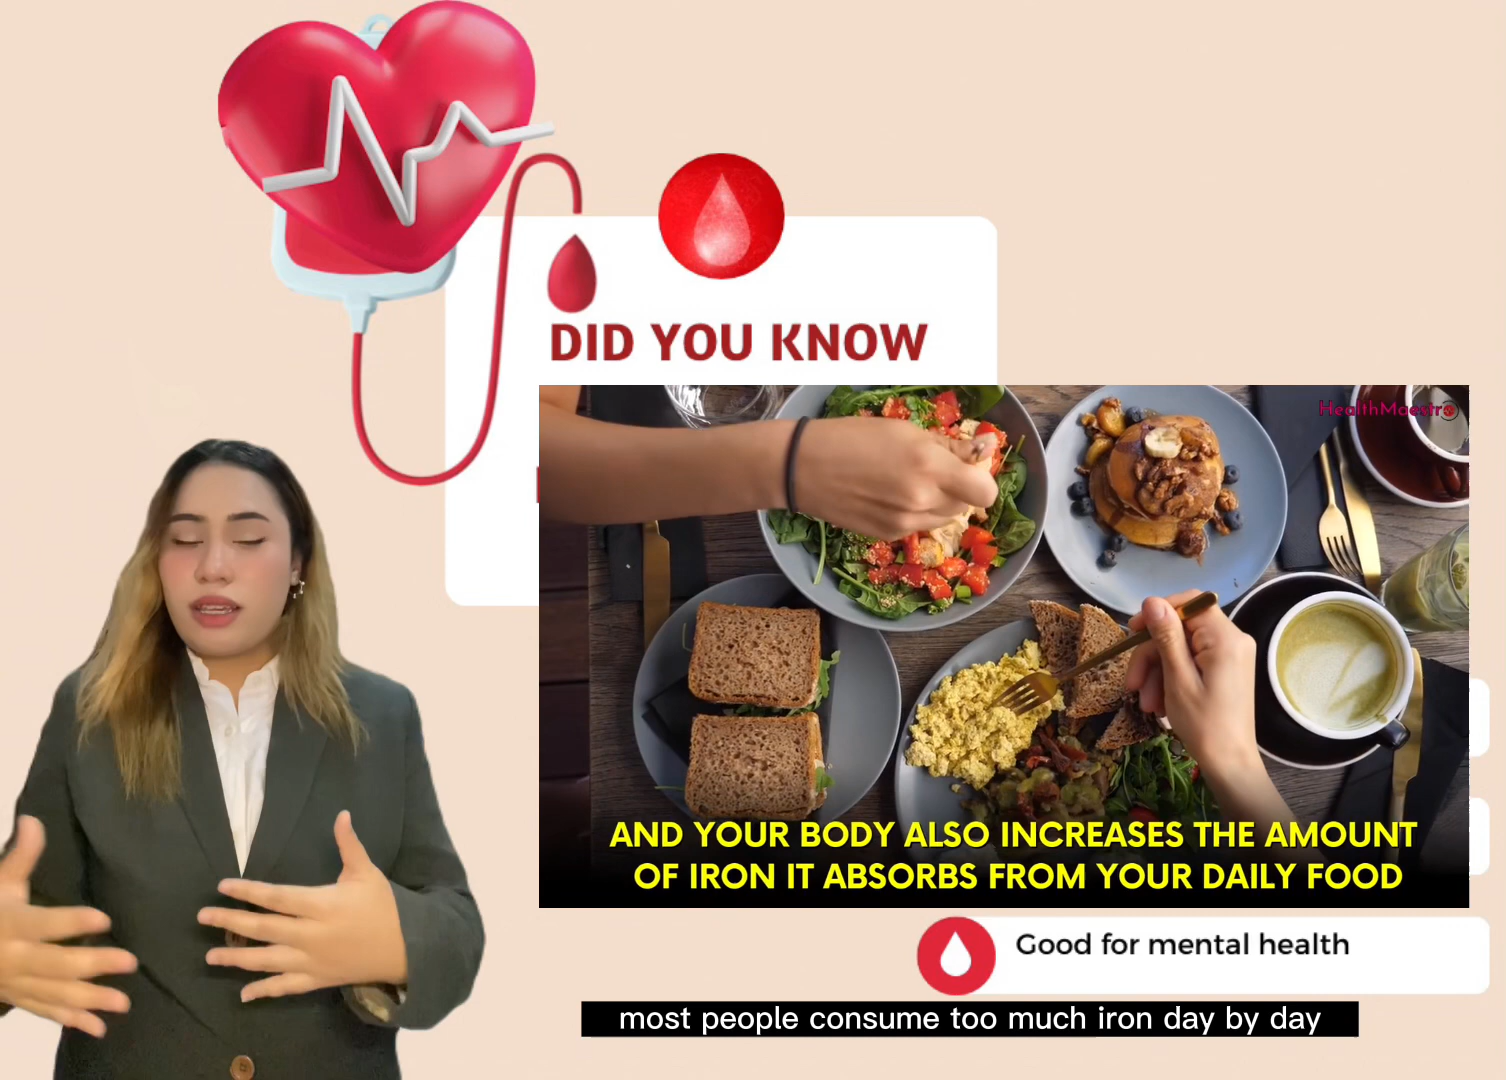 DID YOU KNOW
HealthMaestro
AND YOUR BODY ALSO INCREASES THE AMOUNT
OF IRON IT ABSORBS FROM YOUR DAILY FOOD
Good for mental health
most people consume too much iron day by day